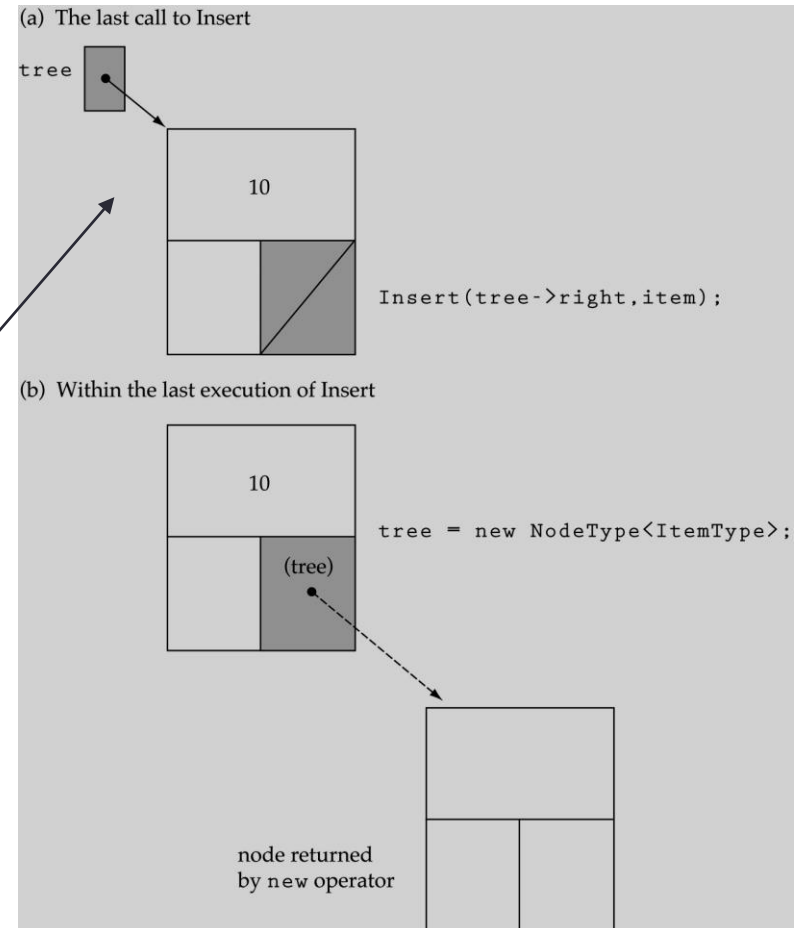 (a) The last call to Insert
tree
10
Insert(tree->right,item);
(b) Within the last execution of Insert
10
tree = new NodeType<ItemType>;
(tree)
node returned
by new operator